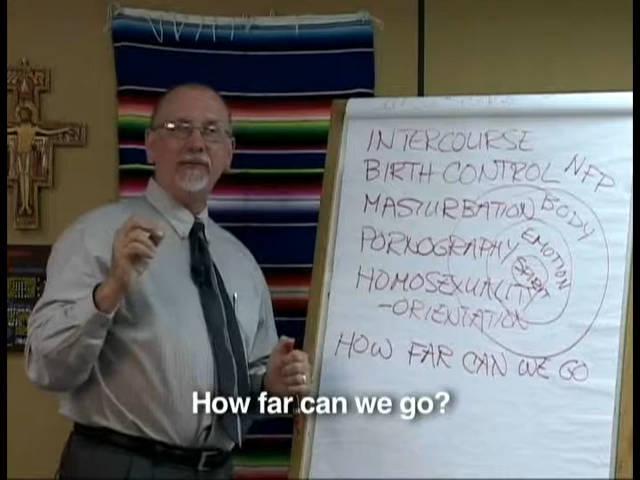 INTERCOURSE
BIRTH CONTROL NFP
MASTURBATION BODY
PORNOGRAPHY EMOTION
SPIRIT
HOMOSEXUALITY
-ORIENTATION
HOW FAR CAN WE GO
How far can we go?